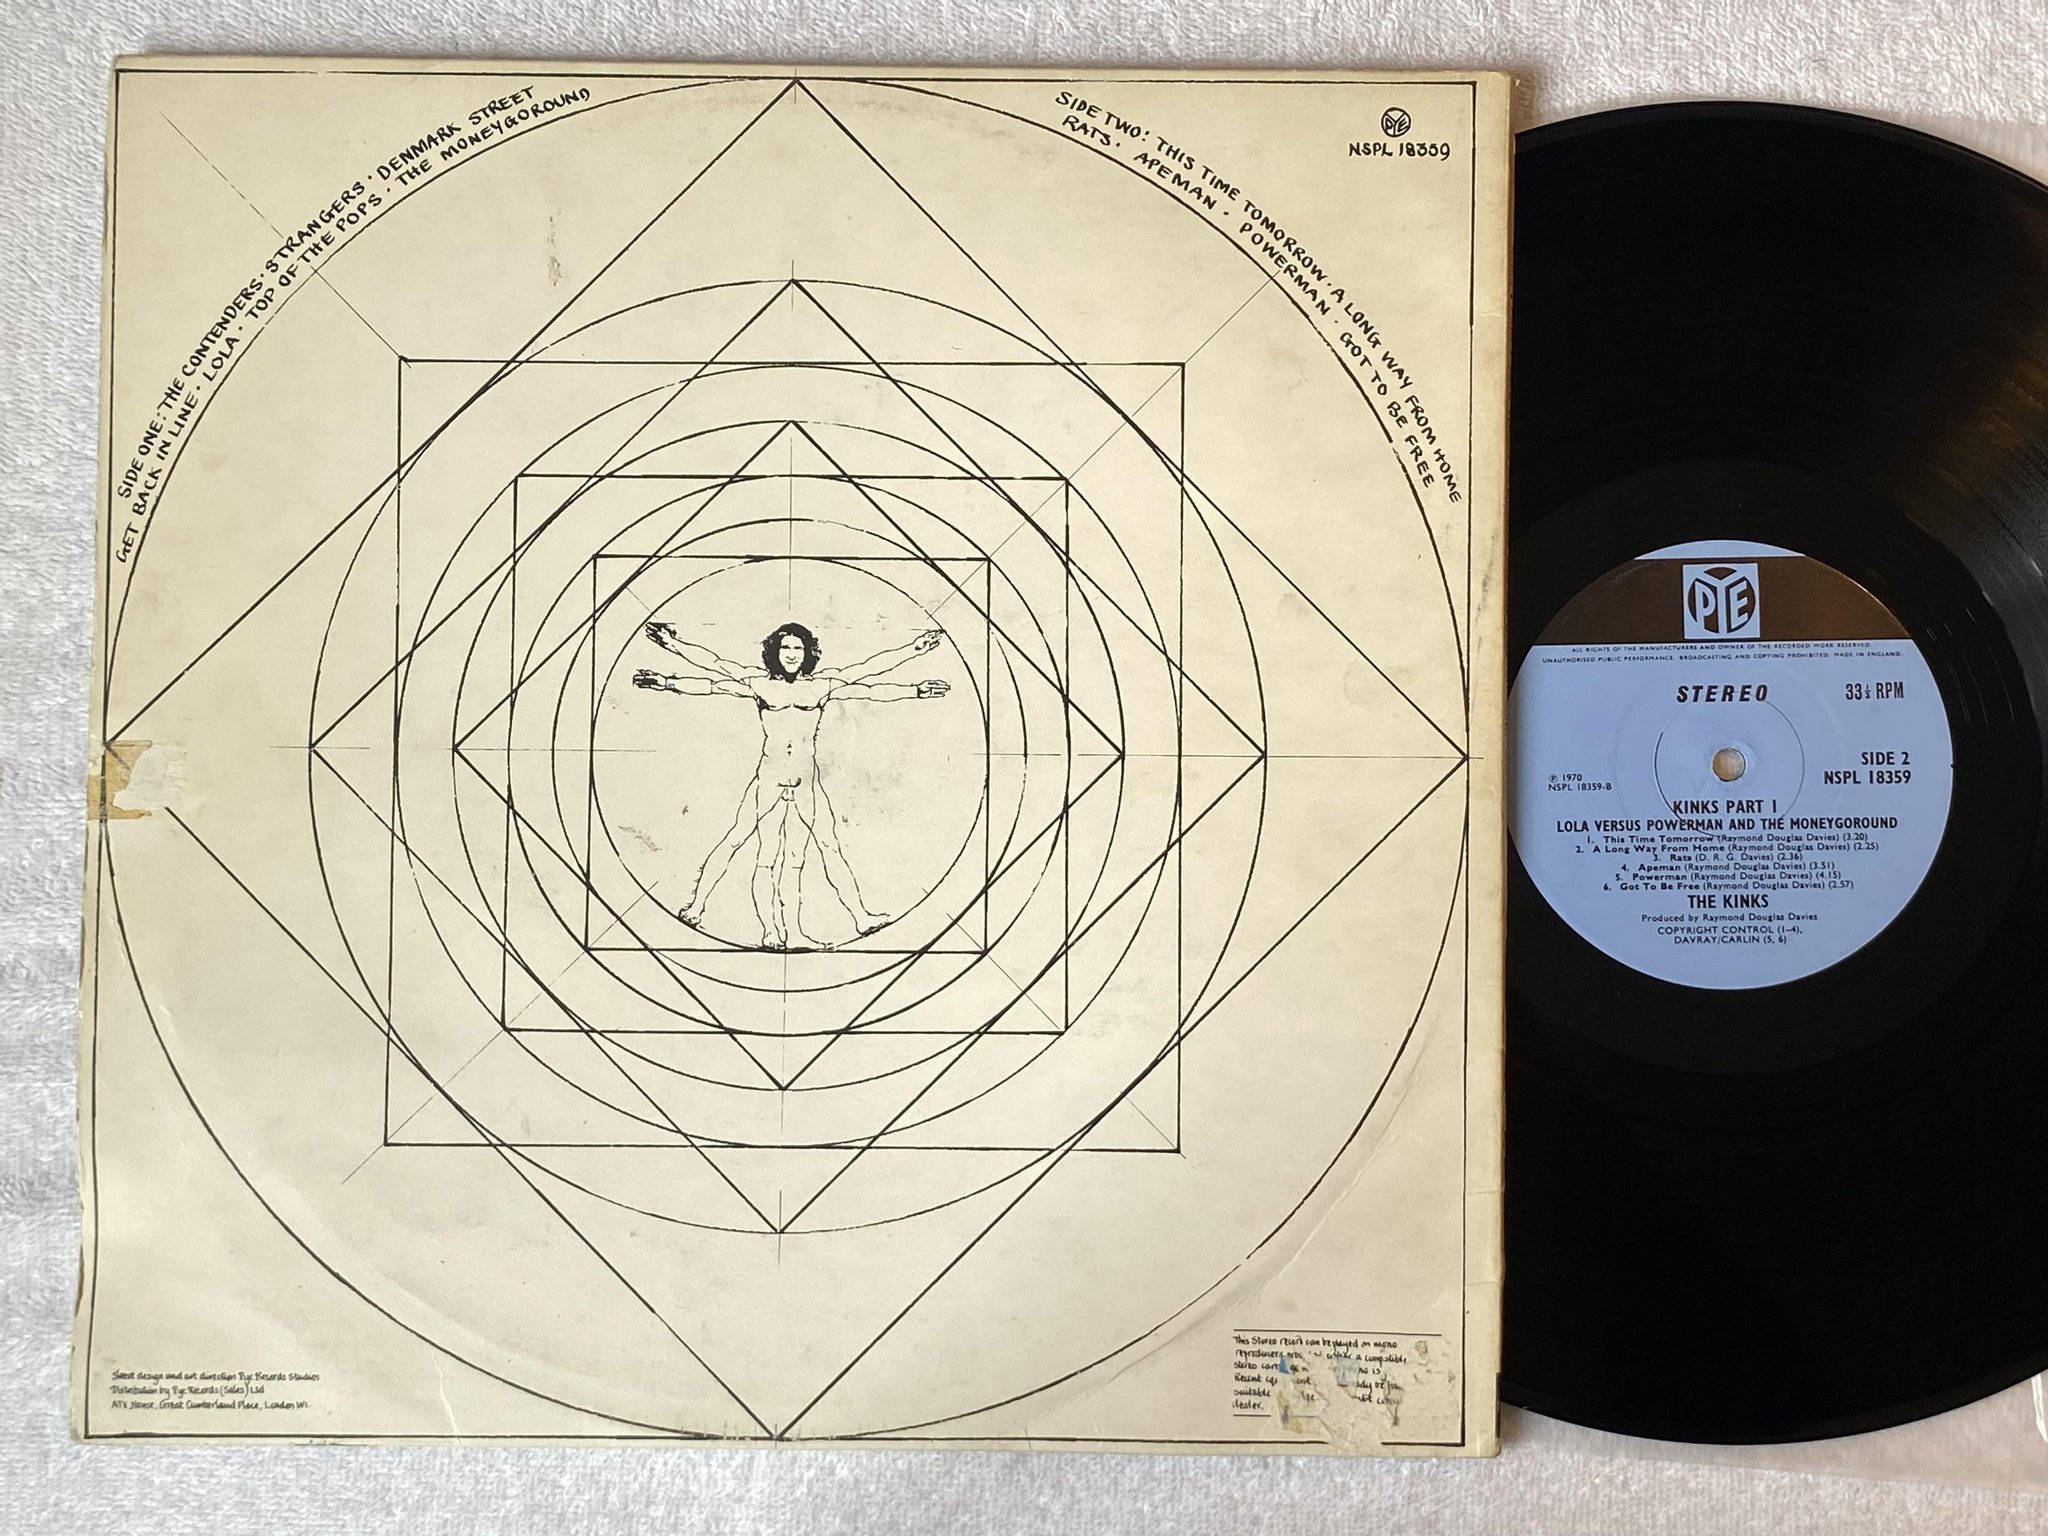 SIDE ONE: THE CONTENDERS · STRANGERS · DENMARK STREET
GET BACK IN LINE · LOLA · TOP OF THE POPS · THE MONEYGOROUND
SIDE TWO: THIS TIME TOMORROW · A LONG WAY FROM HOME
RATS · APEMAN · POWERMAN · GOT TO BE FREE
PYE
NSPL 18359
Sleeve design and art direction Pye Records Studios
Distribution by Pye Records (Sales) Ltd
ATV House, Great Cumberland Place, London W1
This Stereo record can be played on mono
reproducers a compatible
stereo cart is
Recent
suitable
dealer.
PYE
ALL RIGHTS OF THE MANUFACTURERS AND OWNER OF THE RECORDED WORK RESERVED.
UNAUTHORISED PUBLIC PERFORMANCE, BROADCASTING AND COPYING PROHIBITED. MADE IN ENGLAND.
STEREO 33⅓ RPM
SIDE 2
℗ 1970 NSPL 18359
NSPL 18359-B
KINKS PART 1
LOLA VERSUS POWERMAN AND THE MONEYGOROUND
1. This Time Tomorrow (Raymond Douglas Davies) (3.20)
2. A Long Way From Home (Raymond Douglas Davies) (2.25)
3. Rats (D. R. G. Davies) (2.36)
4. Apeman (Raymond Douglas Davies) (3.51)
5. Powerman (Raymond Douglas Davies) (4.15)
6. Got To Be Free (Raymond Douglas Davies) (2.57)
THE KINKS
Produced by Raymond Douglas Davies
COPYRIGHT CONTROL (1-4),
DAVRAY/CARLIN (5, 6)